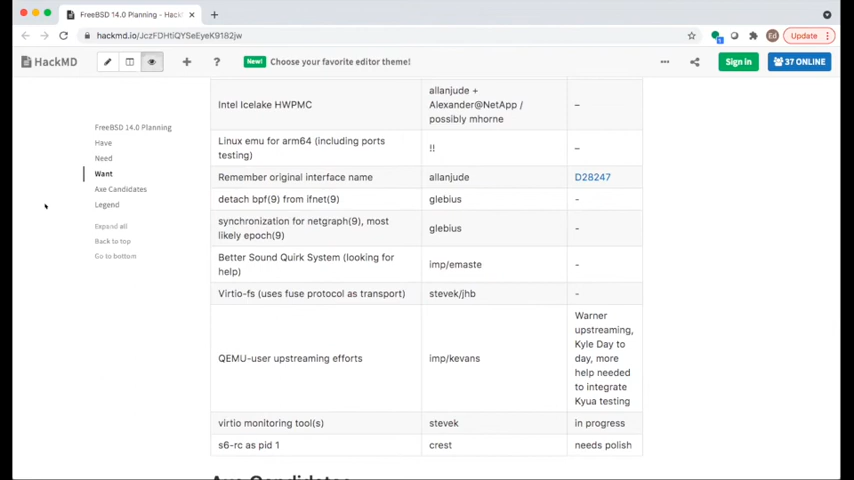 FreeBSD 14.0 Planning - HackM
hackmd.io/JczFDHtiQYSeEyeK9182jw
Ed
Update
HackMD
New!
Choose your favorite editor theme!
Sign in
37 ONLINE
FreeBSD 14.0 Planning
Have
Need
Want
Axe Candidates
Legend
Expand all
Back to top
Go to bottom
Intel Icelake HWPMC
allanjude +
Alexander@NetApp /
possibly mhorne
–
Linux emu for arm64 (including ports
testing)
!!
–
Remember original interface name
allanjude
D28247
detach bpf(9) from ifnet(9)
glebius
-
synchronization for netgraph(9), most
likely epoch(9)
glebius
-
Better Sound Quirk System (looking for
help)
imp/emaste
-
Virtio-fs (uses fuse protocol as transport)
stevek/jhb
-
QEMU-user upstreaming efforts
imp/kevans
Warner
upstreaming,
Kyle Day to
day, more
help needed
to integrate
Kyua testing
virtio monitoring tool(s)
stevek
in progress
s6-rc as pid 1
crest
needs polish
Axe Candidates